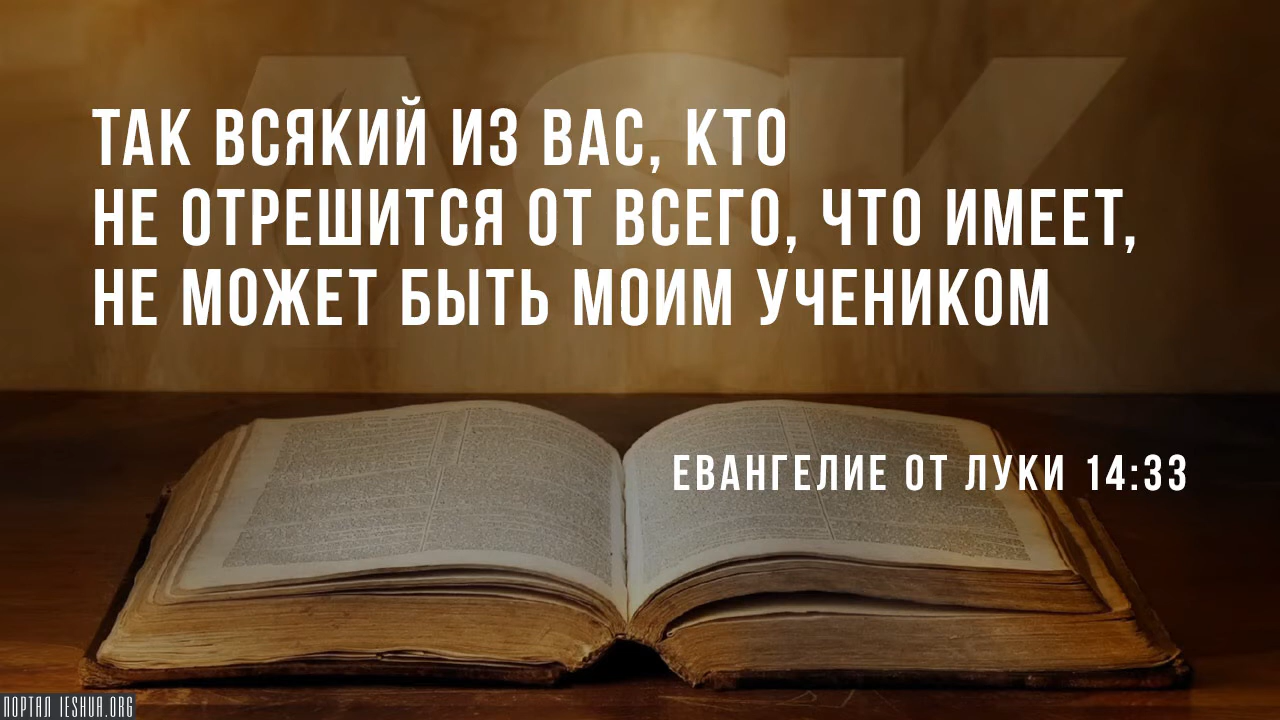 ASK
ТАК ВСЯКИЙ ИЗ ВАС, КТО
НЕ ОТРЕШИТСЯ ОТ ВСЕГО, ЧТО ИМЕЕТ,
НЕ МОЖЕТ БЫТЬ МОИМ УЧЕНИКОМ
ЕВАНГЕЛИЕ ОТ ЛУКИ 14:33
ПОРТАЛ IESHUA.ORG